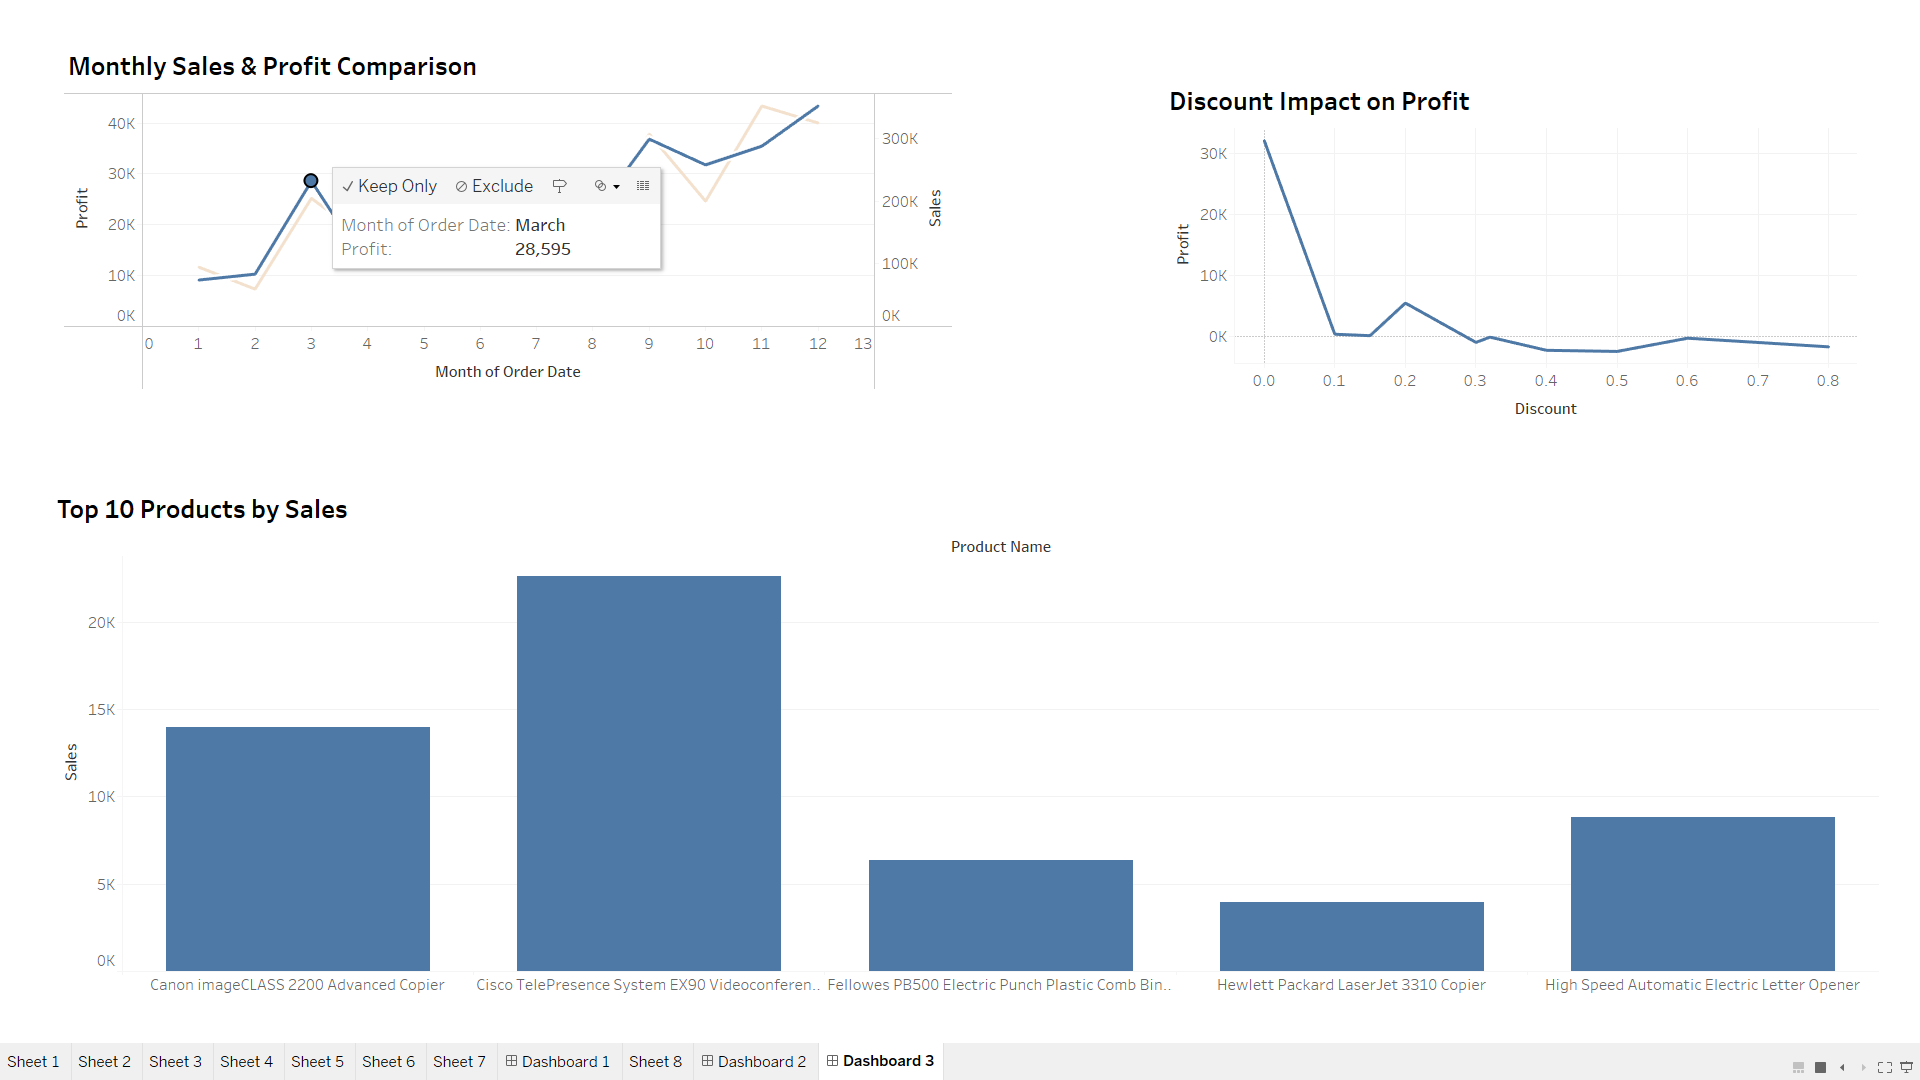 Monthly Sales & Profit Comparison
40K
30K
20K
10K
0K
Profit
300K
200K
100K
0K
Sales
Keep Only Exclude
Month of Order Date: March
Profit: 28,595
0 1 2 3 4 5 6 7 8 9 10 11 12 13
Month of Order Date
Discount Impact on Profit
30K
20K
10K
0K
Profit
0.0 0.1 0.2 0.3 0.4 0.5 0.6 0.7 0.8
Discount
Top 10 Products by Sales
Product Name
20K
15K
10K
5K
0K
Sales
Canon imageCLASS 2200 Advanced Copier Cisco TelePresence System EX90 Videoconferen.. Fellowes PB500 Electric Punch Plastic Comb Bin.. Hewlett Packard LaserJet 3310 Copier High Speed Automatic Electric Letter Opener
Sheet 1 Sheet 2 Sheet 3 Sheet 4 Sheet 5 Sheet 6 Sheet 7 Dashboard 1 Sheet 8 Dashboard 2 Dashboard 3